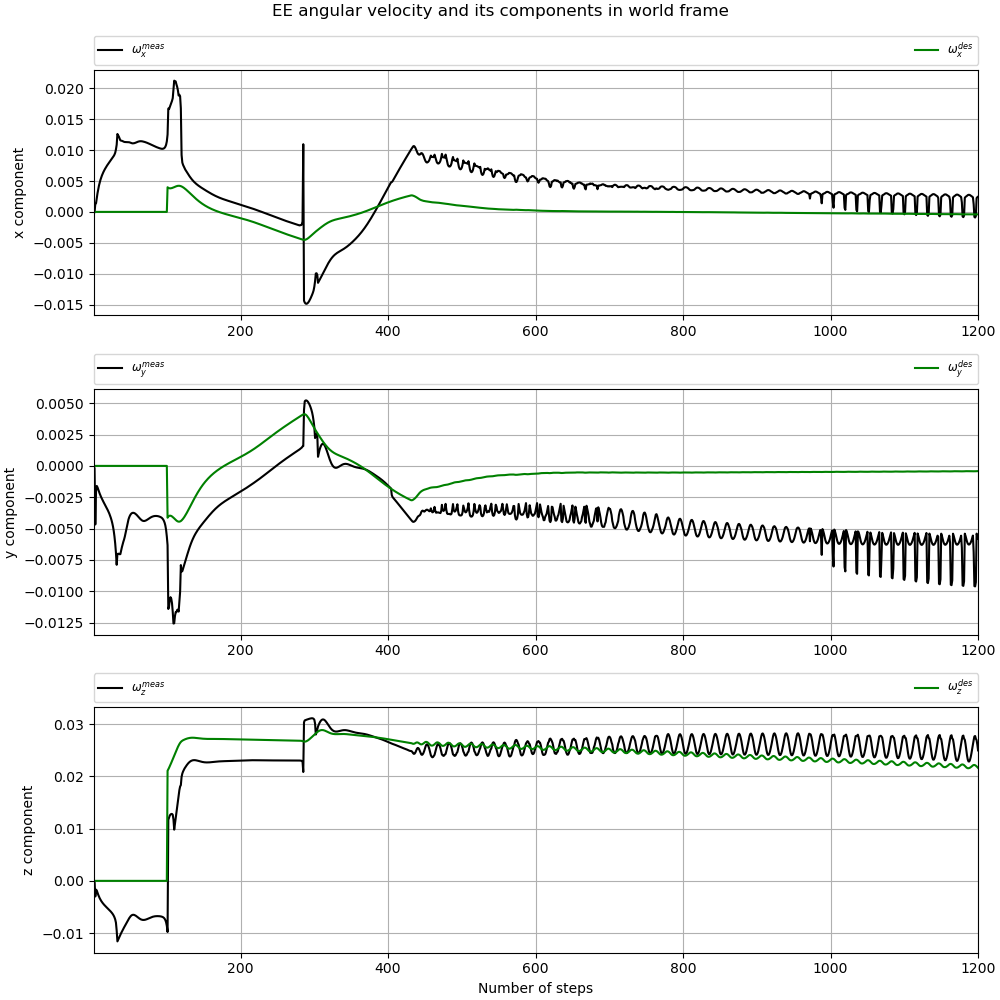 EE angular velocity and its components in world frame
ω_x^meas ω_x^des
0.020
0.015
0.010
0.005
0.000
−0.005
−0.010
−0.015
x component
200 400 600 800 1000 1200
ω_y^meas ω_y^des
0.0050
0.0025
0.0000
−0.0025
−0.0050
−0.0075
−0.0100
−0.0125
y component
200 400 600 800 1000 1200
ω_z^meas ω_z^des
0.03
0.02
0.01
0.00
−0.01
z component
200 400 600 800 1000 1200
Number of steps